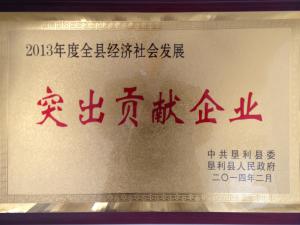 2013年度全县经济社会发展
突出贡献企业
中共垦利县委
垦利县人民政府
二〇一四年二月